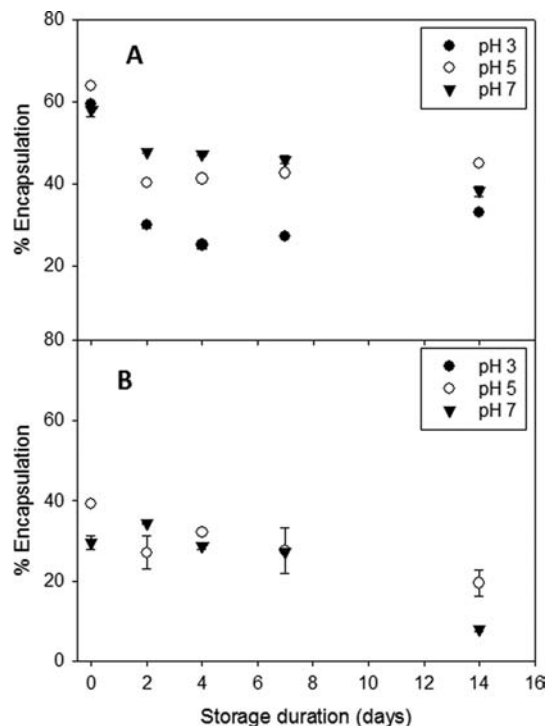 80
A
pH 3
pH 5
pH 7
60
40
20
% Encapsulation
80
B
pH 3
pH 5
pH 7
60
40
20
0
% Encapsulation
0 2 4 6 8 10 12 14 16
Storage duration (days)